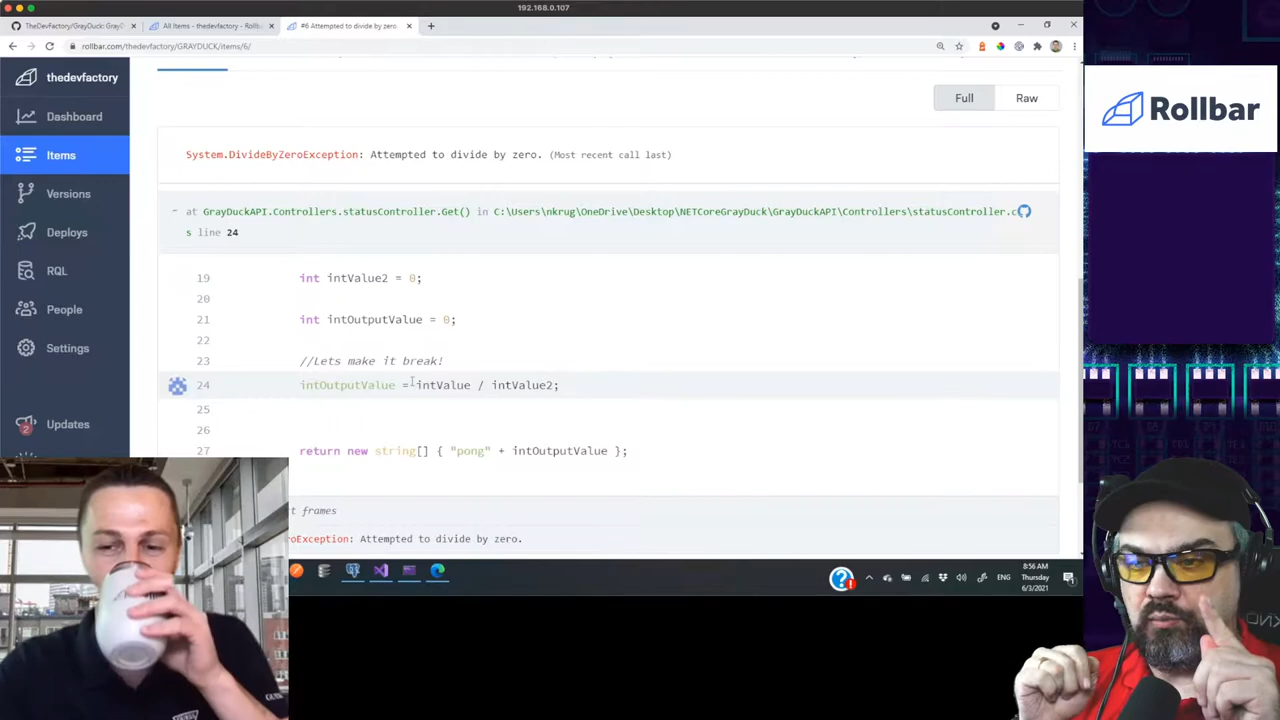 192.168.0.107
TheDevFactory/GrayDuck: Gray
All Items - thedevfactory - Rollb
#6 Attempted to divide by zero.
rollbar.com/thedevfactory/GRAYDUCK/items/6/
thedevfactory
Dashboard
Items
Versions
Deploys
RQL
People
Settings
2
Updates
Full
Raw
System.DivideByZeroException: Attempted to divide by zero. (Most recent call last)
at GrayDuckAPI.Controllers.statusController.Get() in C:\Users\nkrug\OneDrive\Desktop\NETCoreGrayDuck\GrayDuckAPI\Controllers\statusController.c
s line 24
19 int intValue2 = 0;
20
21 int intOutputValue = 0;
22
23 //Lets make it break!
24 intOutputValue = intValue / intValue2;
25
26
27 return new string[] { "pong" + intOutputValue };
t frames
oException: Attempted to divide by zero.
ENG
8:56 AM
Thursday
6/3/2021
Rollbar